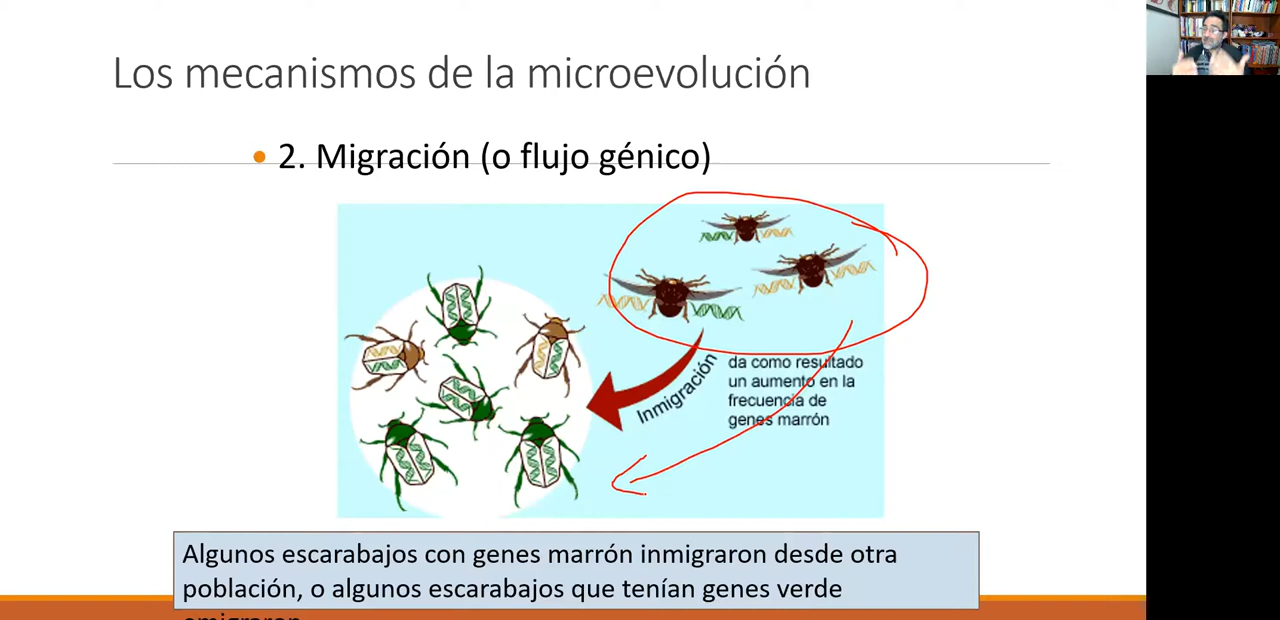 Los mecanismos de la microevolución
• 2. Migración (o flujo génico)
Inmigración
da como resultado
un aumento en la
frecuencia de
genes marrón
Algunos escarabajos con genes marrón inmigraron desde otra
población, o algunos escarabajos que tenían genes verde
emigraron